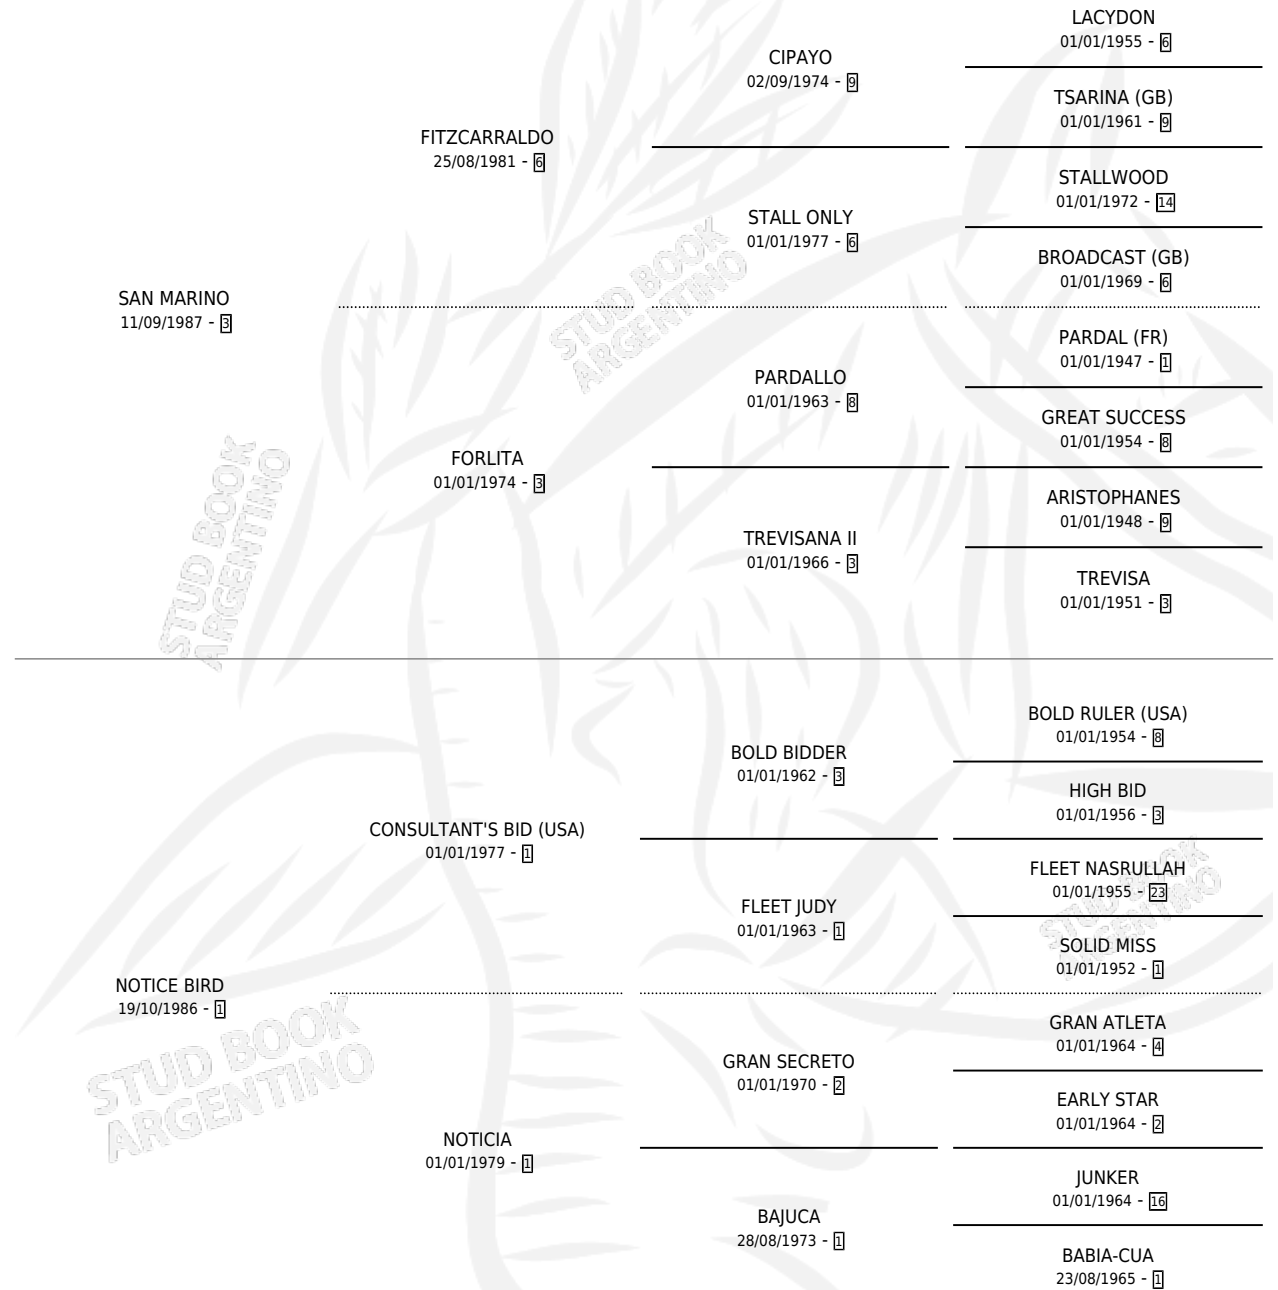 LACYDON
01/01/1955 - 6
CIPAYO
02/09/1974 - 9
TSARINA (GB)
01/01/1961 - 9
FITZCARRALDO
25/08/1981 - 6
STALLWOOD
01/01/1972 - 14
STALL ONLY
01/01/1977 - 6
BROADCAST (GB)
01/01/1969 - 6
SAN MARINO
11/09/1987 - 3
PARDAL (FR)
01/01/1947 - 1
PARDALLO
01/01/1963 - 8
GREAT SUCCESS
01/01/1954 - 8
FORLITA
01/01/1974 - 3
ARISTOPHANES
01/01/1948 - 9
TREVISANA II
01/01/1966 - 3
TREVISA
01/01/1951 - 3
BOLD RULER (USA)
01/01/1954 - 8
BOLD BIDDER
01/01/1962 - 3
HIGH BID
01/01/1956 - 3
CONSULTANT'S BID (USA)
01/01/1977 - 1
FLEET NASRULLAH
01/01/1955 - 23
FLEET JUDY
01/01/1963 - 1
SOLID MISS
01/01/1952 - 1
NOTICE BIRD
19/10/1986 - 1
GRAN ATLETA
01/01/1964 - 4
GRAN SECRETO
01/01/1970 - 2
EARLY STAR
01/01/1964 - 2
NOTICIA
01/01/1979 - 1
JUNKER
01/01/1964 - 16
BAJUCA
28/08/1973 - 1
BABIA-CUA
23/08/1965 - 1
STUD BOOK
ARGENTINO
STUD BOOK
ARGENTINO
STUD BOOK
ARGENTINO
STUD BOOK
ARGENTINO